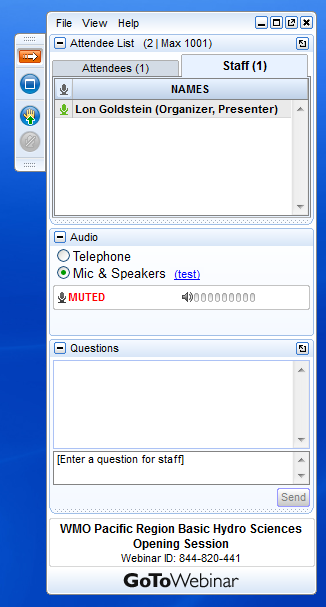 File View Help
Attendee List (2 | Max 1001)
Attendees (1) Staff (1)
NAMES
Lon Goldstein (Organizer, Presenter)
Audio
Telephone
Mic & Speakers (test)
MUTED
Questions
[Enter a question for staff]
Send
WMO Pacific Region Basic Hydro Sciences
Opening Session
Webinar ID: 844-820-441
GoToWebinar